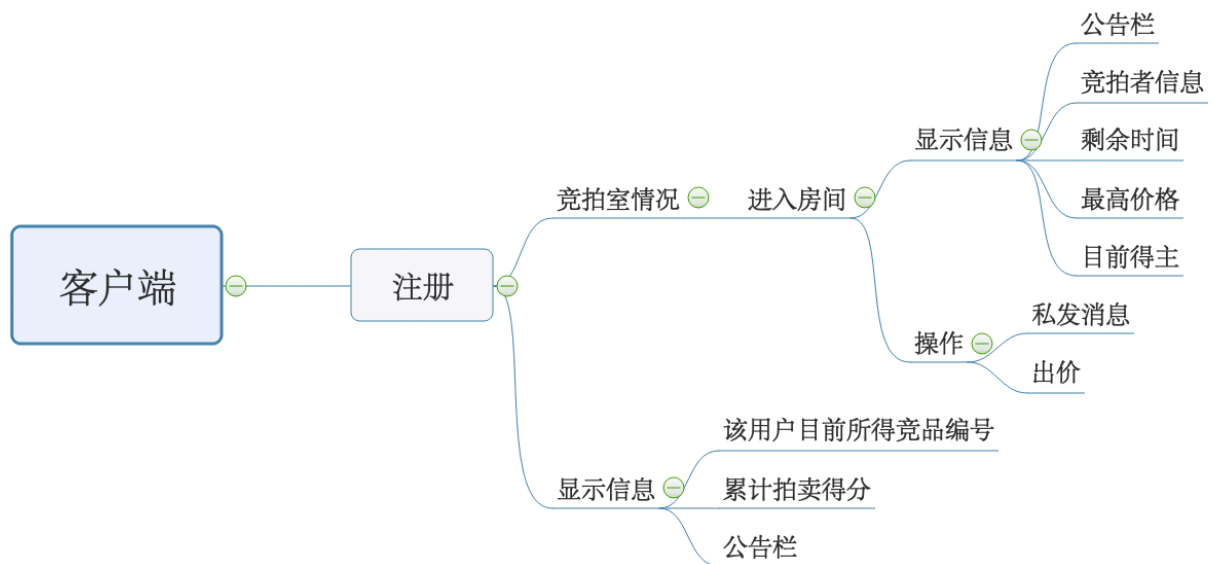 客户端
注册
竞拍室情况
进入房间
显示信息
公告栏
竞拍者信息
剩余时间
最高价格
目前得主
操作
私发消息
出价
显示信息
该用户目前所得竞品编号
累计拍卖得分
公告栏